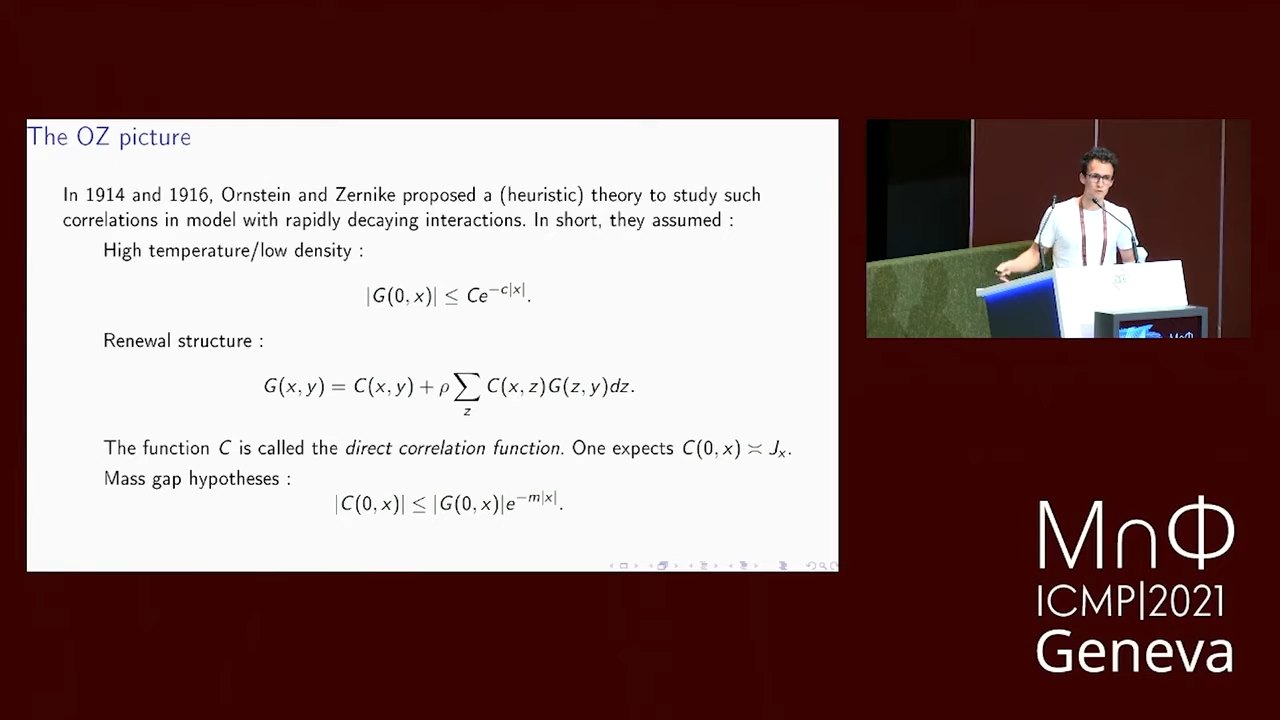 The OZ picture
In 1914 and 1916, Ornstein and Zernike proposed a (heuristic) theory to study such
correlations in model with rapidly decaying interactions. In short, they assumed :
High temperature/low density :
|G(0, x)| ≤ Ce^{−c|x|}.
Renewal structure :
G(x, y) = C(x, y) + ρ ∑_z C(x, z)G(z, y)dz.
The function C is called the direct correlation function. One expects C(0, x) ≍ J_x.
Mass gap hypotheses :
|C(0, x)| ≤ |G(0, x)|e^{−m|x|}.
M∩Φ
ICMP|2021
Geneva